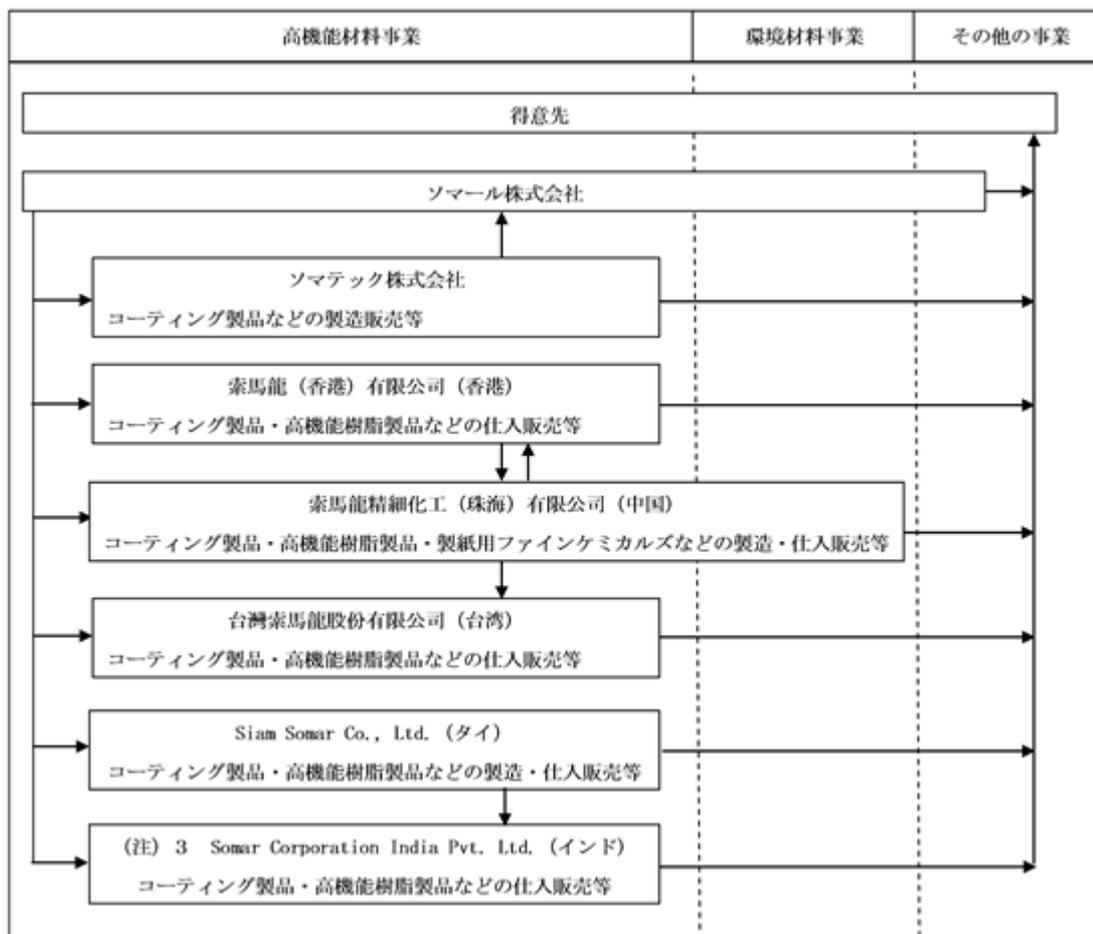 高機能材料事業
環境材料事業
その他の事業
得意先
ソマール株式会社
ソマテック株式会社
コーティング製品などの製造販売等
索馬龍（香港）有限公司（香港）
コーティング製品・高機能樹脂製品などの仕入販売等
索馬龍精細化工（珠海）有限公司（中国）
コーティング製品・高機能樹脂製品・製紙用ファインケミカルズなどの製造・仕入販売等
台灣索馬龍股份有限公司（台湾）
コーティング製品・高機能樹脂製品などの仕入販売等
Siam Somar Co., Ltd.（タイ）
コーティング製品・高機能樹脂製品などの製造・仕入販売等
（注）３　Somar Corporation India Pvt. Ltd.（インド）
コーティング製品・高機能樹脂製品などの仕入販売等